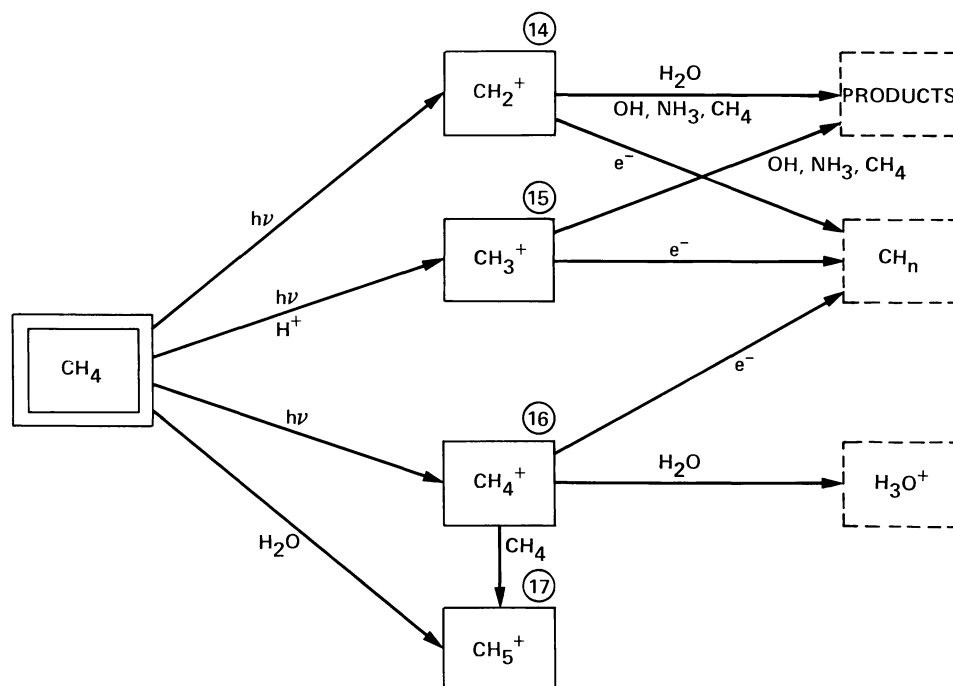 14
CH₂⁺
H₂O
OH, NH₃, CH₄
PRODUCTS
e⁻
OH, NH₃, CH₄
hν
15
CH₃⁺
e⁻
CHₙ
hν
H⁺
CH₄
e⁻
hν
16
CH₄⁺
H₂O
H₃O⁺
H₂O
CH₄
17
CH₅⁺